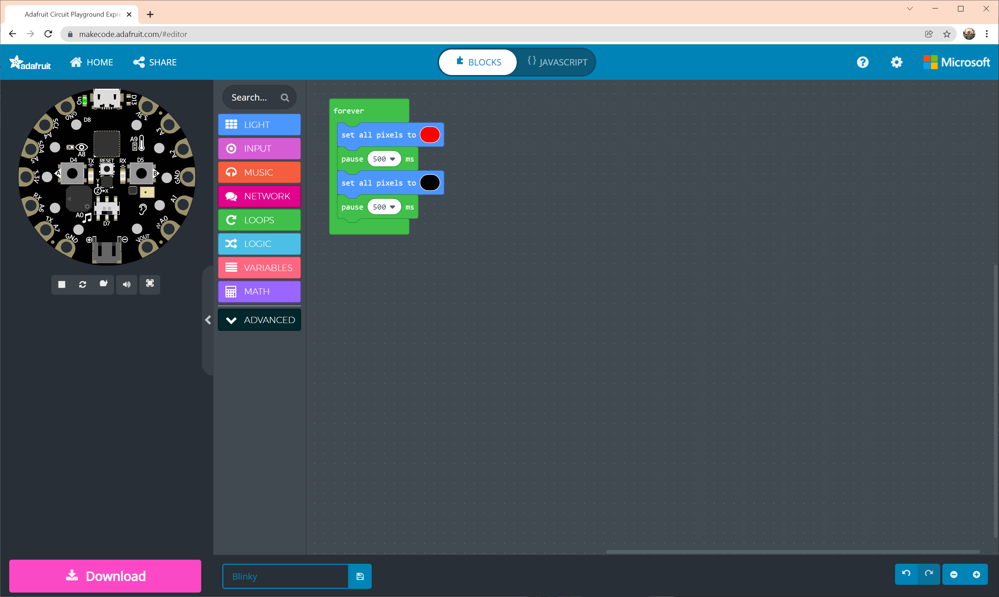 Adafruit Circuit Playground Expre
makecode.adafruit.com/#editor
adafruit
HOME
SHARE
BLOCKS
{} JAVASCRIPT
Microsoft
On
D13
GND
D8
3.3V
SCL
A4
A3
SDA
A5
A8
A9
A2
D4
TX
RESET
RX
D5
3.3V
A
B
GND
Y
Z
X
RX
A6
A1
A0
D7
TX
A7
A0
GND
VOUT
Search...
LIGHT
INPUT
MUSIC
NETWORK
LOOPS
LOGIC
VARIABLES
MATH
ADVANCED
forever
set all pixels to
pause 500 ms
set all pixels to
pause 500 ms
Download
Blinky